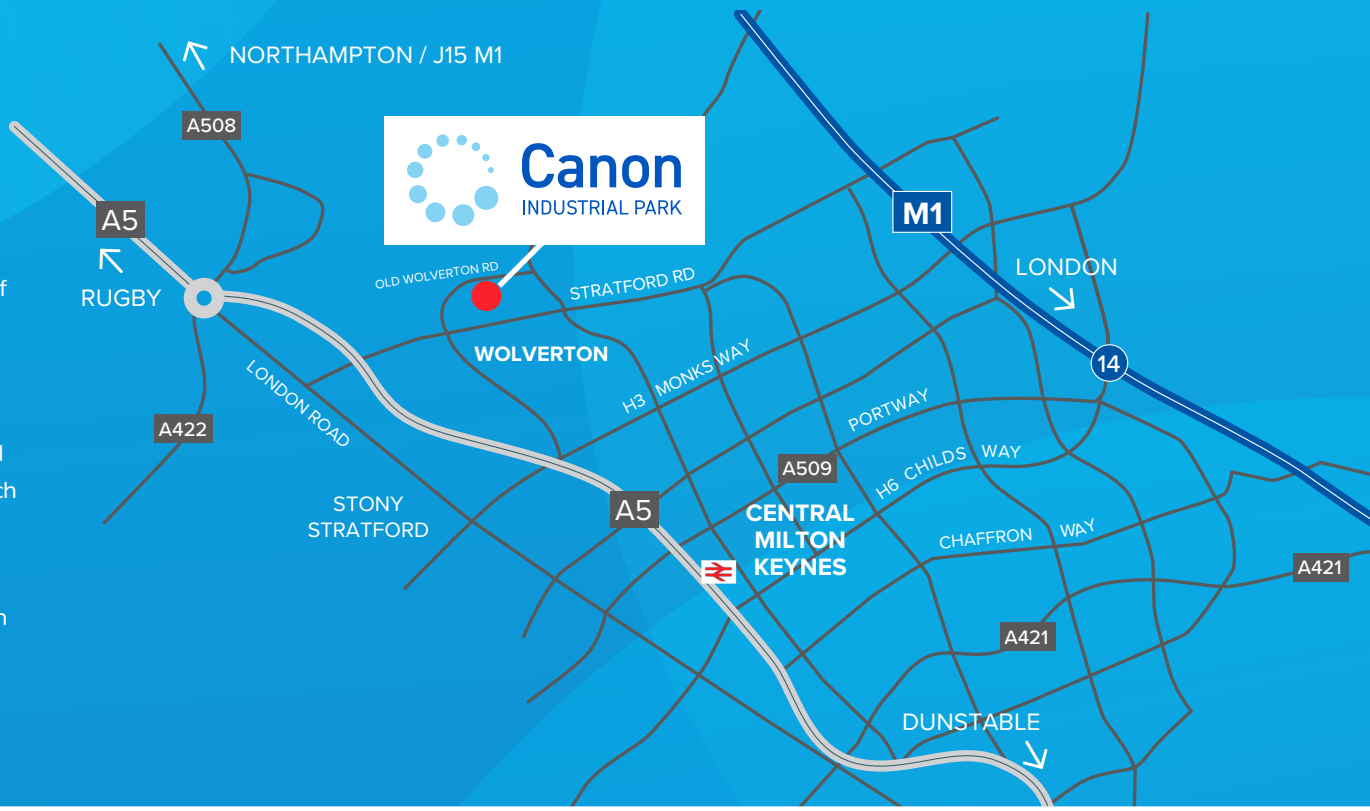 NORTHAMPTON / J15 M1
A508
Canon
INDUSTRIAL PARK
A5
M1
RUGBY
OLD WOLVERTON RD
STRATFORD RD
LONDON
WOLVERTON
14
LONDON ROAD
H3 MONKS WAY
PORTWAY
A422
A509
H6 CHILDS WAY
STONY
STRATFORD
A5
CENTRAL
MILTON
KEYNES
CHAFFRON WAY
A421
A421
DUNSTABLE